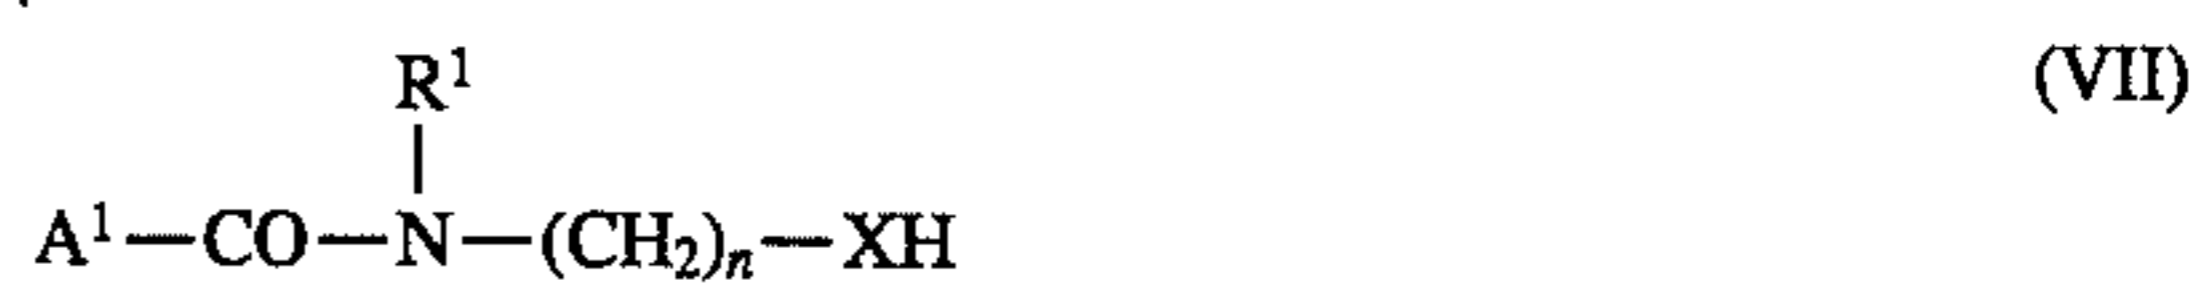 R¹ (VII)
A¹—CO—N—(CH₂)ₙ—XH